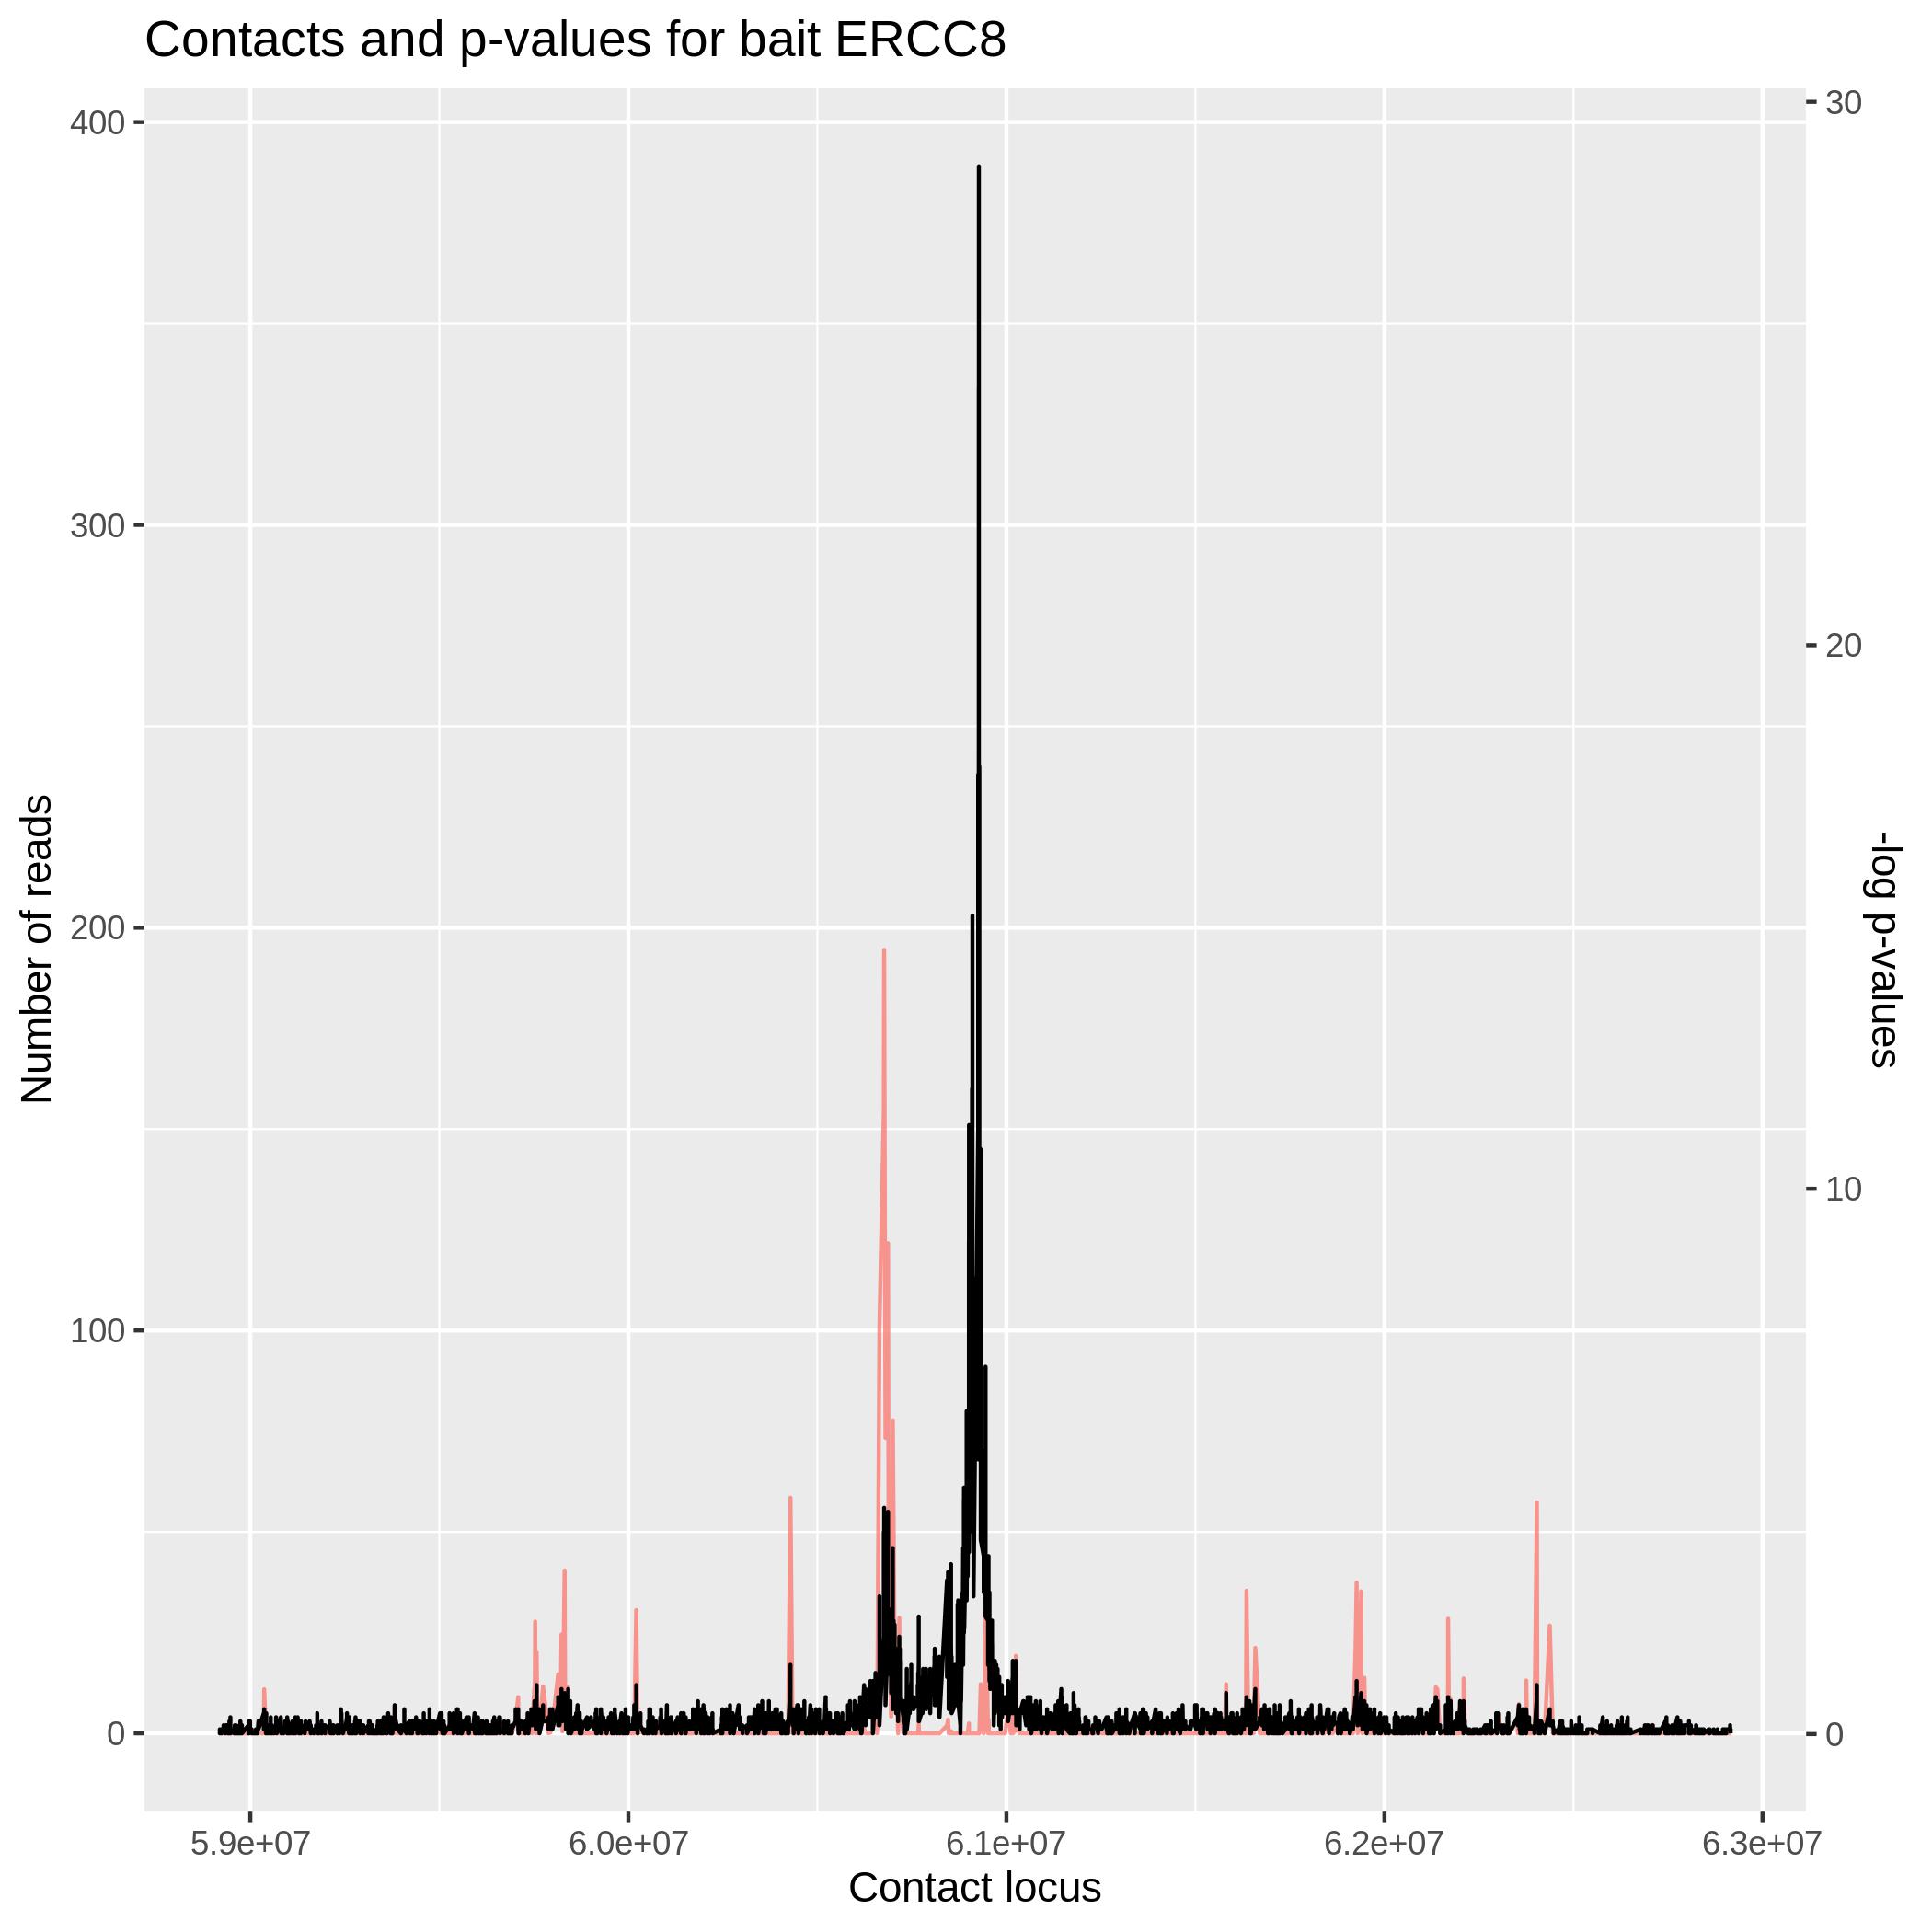 Contacts and p-values for bait ERCC8
400
300
200
100
0
30
20
10
0
Number of reads
-log p-values
5.9e+07
6.0e+07
6.1e+07
6.2e+07
6.3e+07
Contact locus